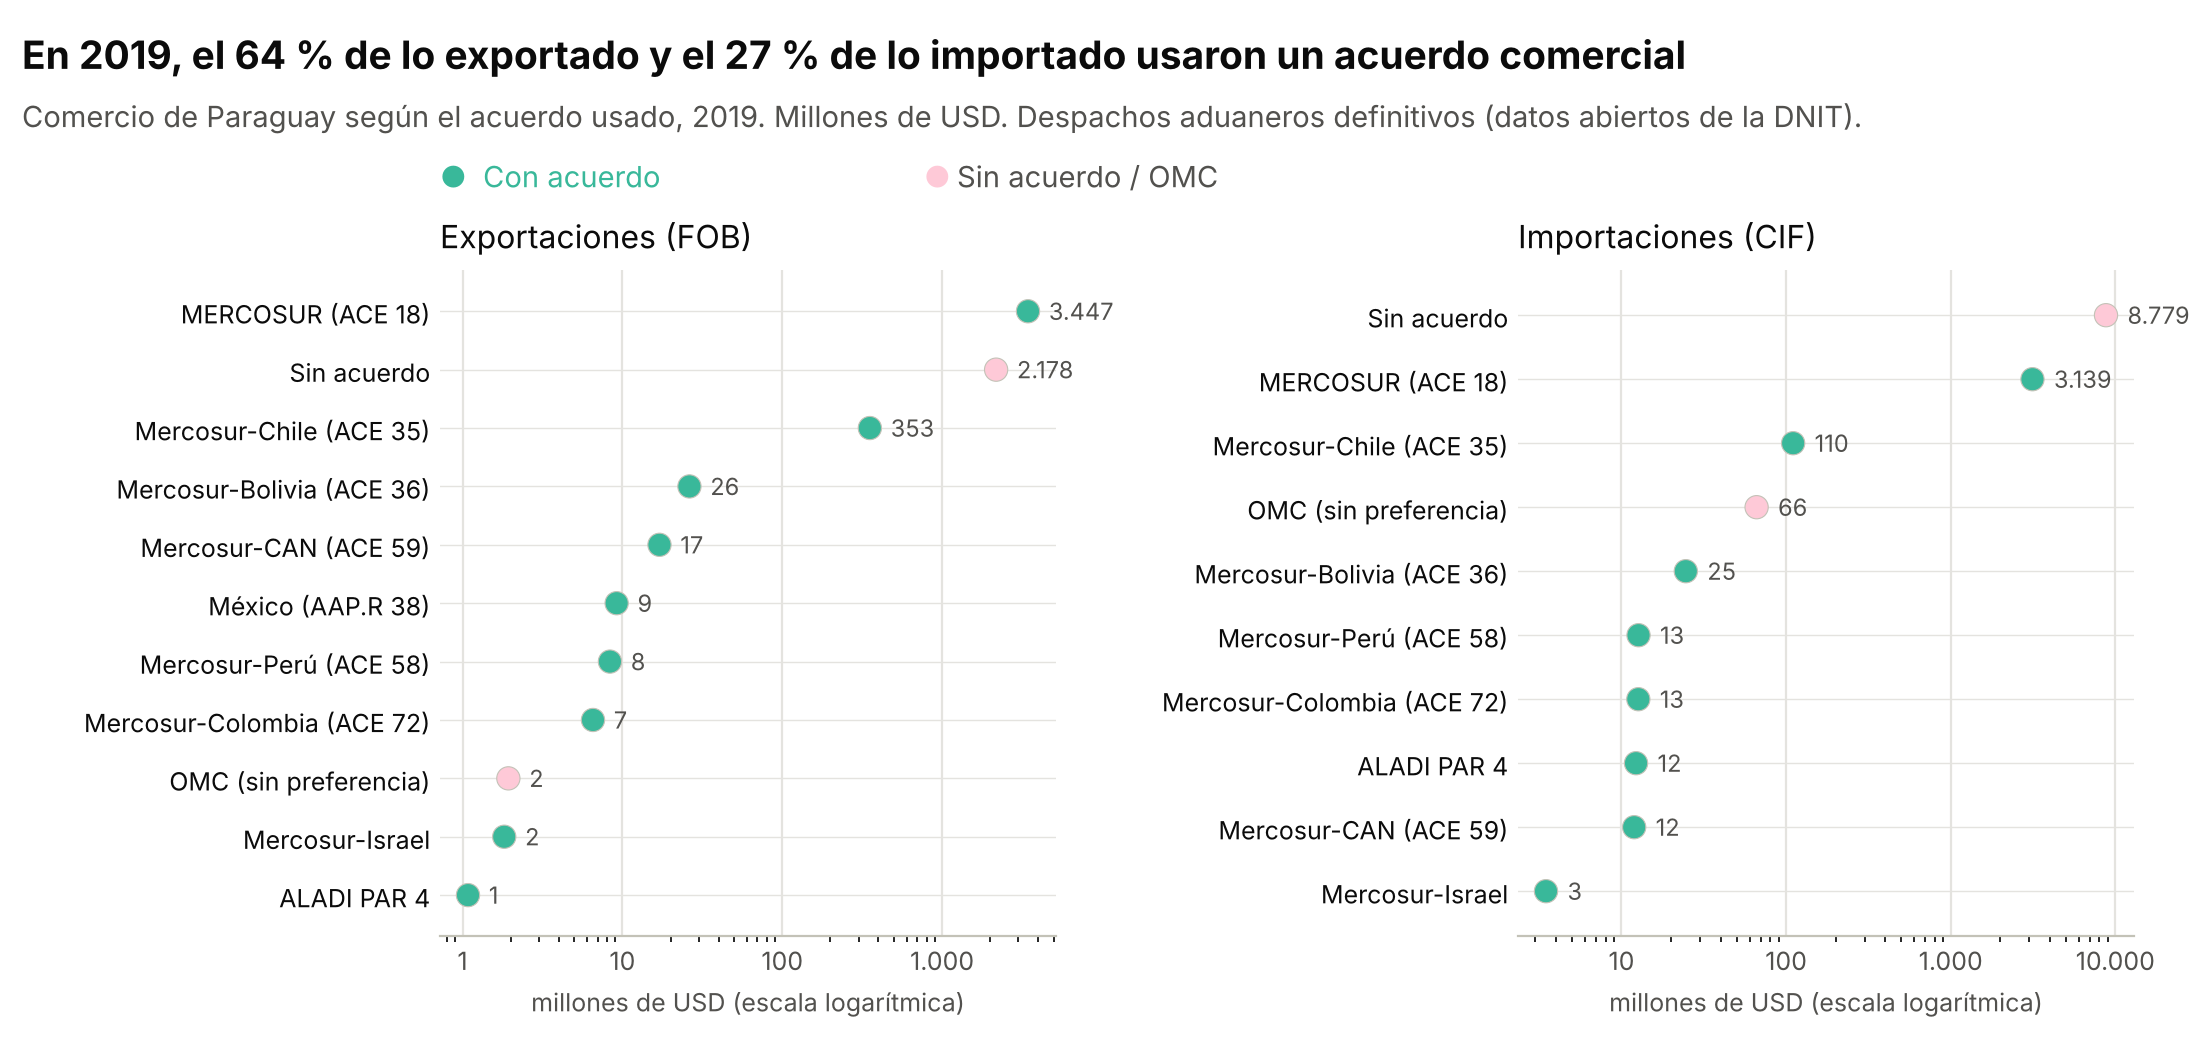 En 2019, el 64 % de lo exportado y el 27 % de lo importado usaron un acuerdo comercial
Comercio de Paraguay según el acuerdo usado, 2019. Millones de USD. Despachos aduaneros definitivos (datos abiertos de la DNIT).
Con acuerdo
Sin acuerdo / OMC
Exportaciones (FOB)
MERCOSUR (ACE 18) 3.447
Sin acuerdo 2.178
Mercosur-Chile (ACE 35) 353
Mercosur-Bolivia (ACE 36) 26
Mercosur-CAN (ACE 59) 17
México (AAP.R 38) 9
Mercosur-Perú (ACE 58) 8
Mercosur-Colombia (ACE 72) 7
OMC (sin preferencia) 2
Mercosur-Israel 2
ALADI PAR 4 1
1 10 100 1.000
millones de USD (escala logarítmica)
Importaciones (CIF)
Sin acuerdo 8.779
MERCOSUR (ACE 18) 3.139
Mercosur-Chile (ACE 35) 110
OMC (sin preferencia) 66
Mercosur-Bolivia (ACE 36) 25
Mercosur-Perú (ACE 58) 13
Mercosur-Colombia (ACE 72) 13
ALADI PAR 4 12
Mercosur-CAN (ACE 59) 12
Mercosur-Israel 3
10 100 1.000 10.000
millones de USD (escala logarítmica)